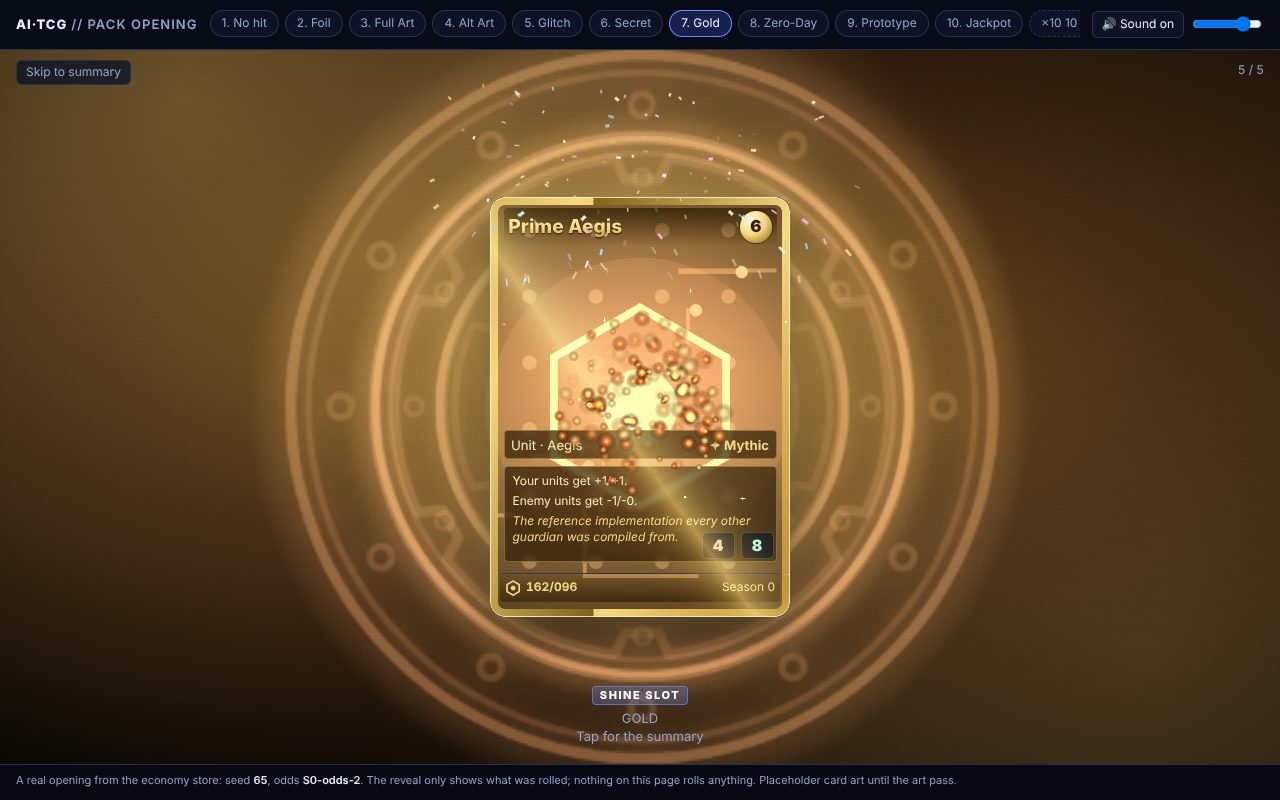 AI·TCG // PACK OPENING
1. No hit
2. Foil
3. Full Art
4. Alt Art
5. Glitch
6. Secret
7. Gold
8. Zero-Day
9. Prototype
10. Jackpot
×10 10
🔊 Sound on
Skip to summary
5 / 5
Prime Aegis
6
Unit · Aegis
✦ Mythic
Your units get +1/+1.
Enemy units get -1/-0.
The reference implementation every other
guardian was compiled from.
4
8
162/096
Season 0
SHINE SLOT
GOLD
Tap for the summary
A real opening from the economy store: seed 65, odds S0-odds-2. The reveal only shows what was rolled; nothing on this page rolls anything. Placeholder card art until the art pass.